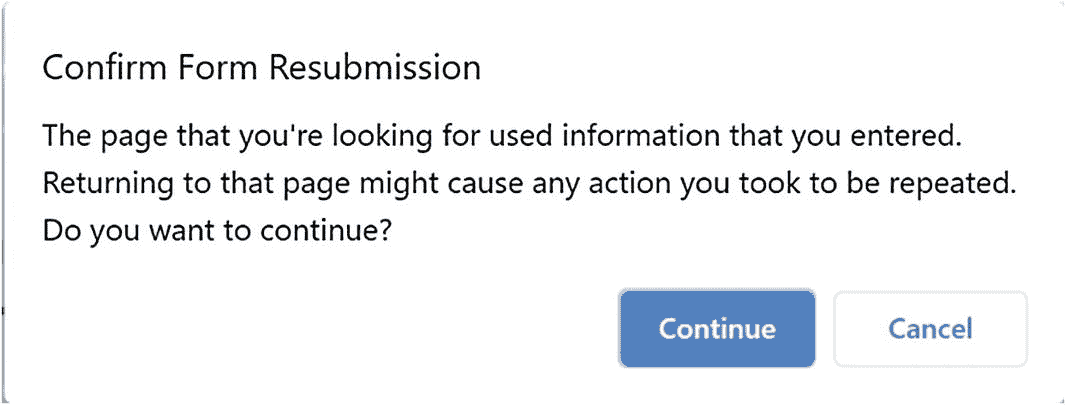 Confirm Form Resubmission
The page that you're looking for used information that you entered.
Returning to that page might cause any action you took to be repeated.
Do you want to continue?
Continue
Cancel